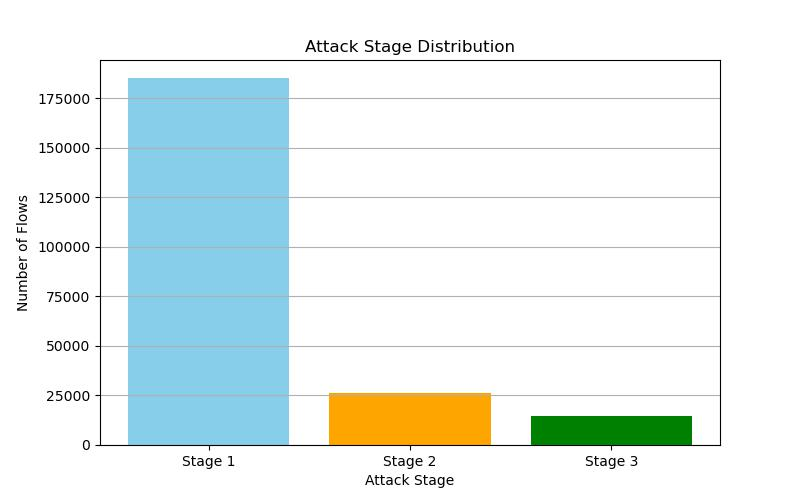 Attack Stage Distribution
175000
150000
125000
100000
75000
50000
25000
0
Number of Flows
Stage 1 Stage 2 Stage 3
Attack Stage